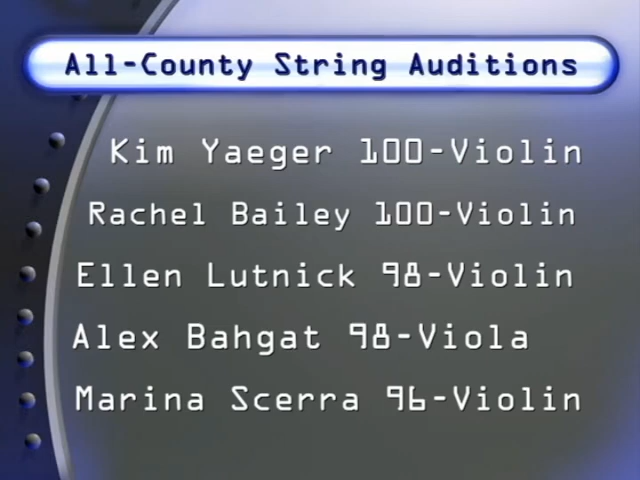 All-County String Auditions
Kim Yaeger 100-Violin
Rachel Bailey 100-Violin
Ellen Lutnick 98-Violin
Alex Bahgat 98-Viola
Marina Scerra 96-Violin